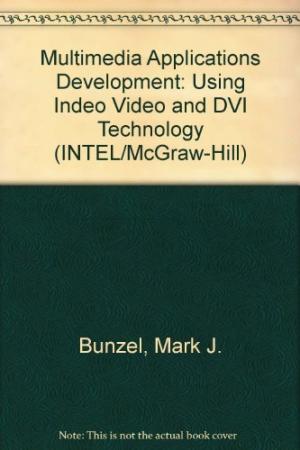 Multimedia Applications
Development: Using
Indeo Video and DVI
Technology
(INTEL/McGraw-Hill)
Bunzel, Mark J.
Note: This is not the actual book cover